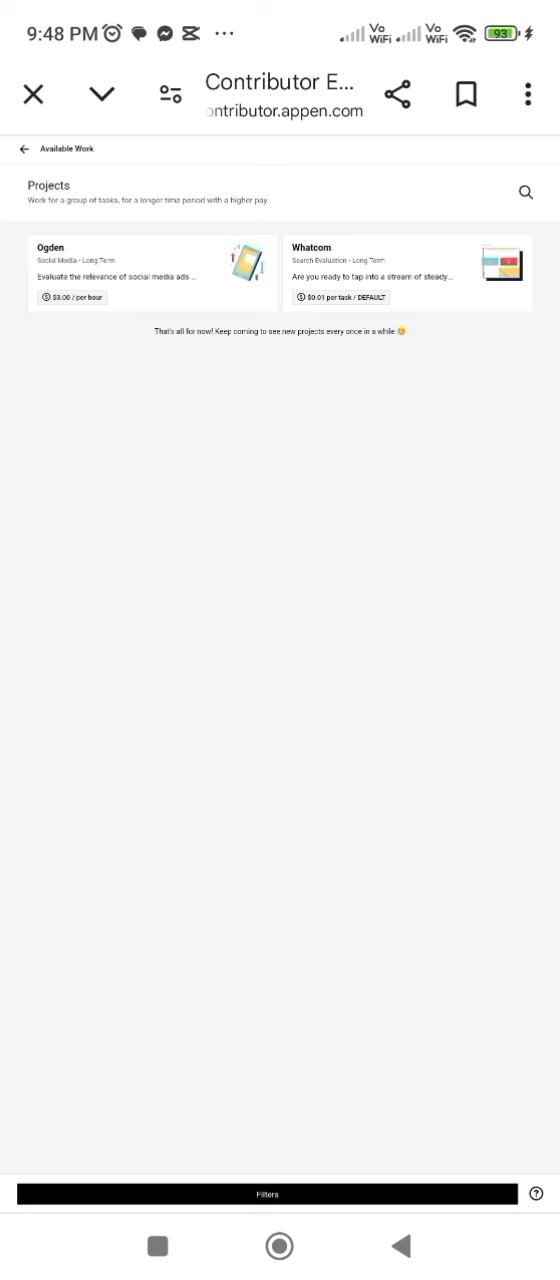 9:48 PM
Vo
WiFi
Vo
WiFi
93
Contributor E...
ontributor.appen.com
Available Work
Projects
Work for a group of tasks, for a longer time period with a higher pay.
Ogden
Social Media - Long Term
Evaluate the relevance of social media ads ...
$3.00 / per hour
Whatcom
Search Evaluation - Long Term
Are you ready to tap into a stream of steady...
$0.01 per task / DEFAULT
That's all for now! Keep coming to see new projects every once in a while 😊
Filters